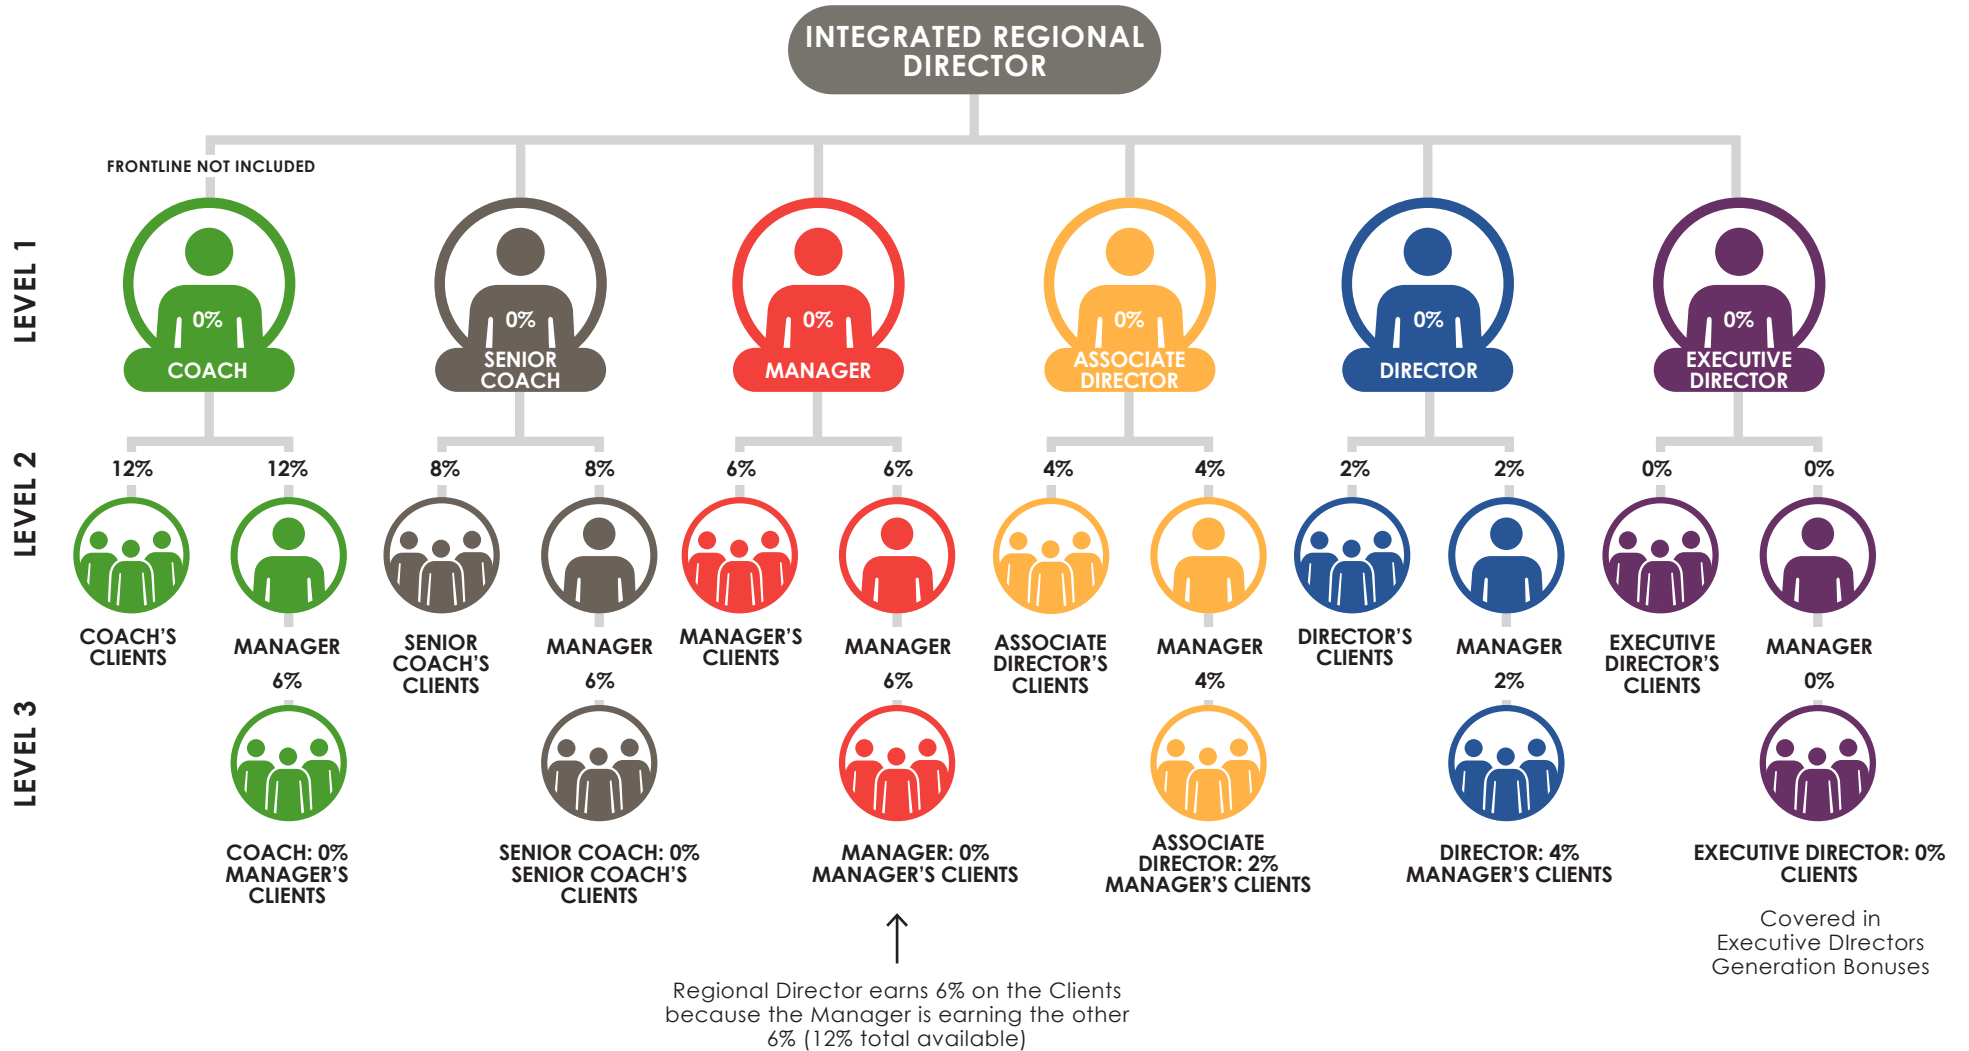 INTEGRATED REGIONAL
DIRECTOR
FRONTLINE NOT INCLUDED
LEVEL 1
0%
COACH
0%
SENIOR
COACH
0%
MANAGER
0%
ASSOCIATE
DIRECTOR
0%
DIRECTOR
0%
EXECUTIVE
DIRECTOR
LEVEL 2
12%
12%
8%
8%
6%
6%
4%
4%
2%
2%
0%
0%
COACH'S
CLIENTS
MANAGER
SENIOR
COACH'S
CLIENTS
MANAGER
MANAGER'S
CLIENTS
MANAGER
ASSOCIATE
DIRECTOR'S
CLIENTS
MANAGER
DIRECTOR'S
CLIENTS
MANAGER
EXECUTIVE
DIRECTOR'S
CLIENTS
MANAGER
LEVEL 3
6%
6%
6%
4%
2%
0%
COACH: 0%
MANAGER'S
CLIENTS
SENIOR COACH: 0%
SENIOR COACH'S
CLIENTS
MANAGER: 0%
MANAGER'S CLIENTS
ASSOCIATE
DIRECTOR: 2%
MANAGER'S CLIENTS
DIRECTOR: 4%
MANAGER'S CLIENTS
EXECUTIVE DIRECTOR: 0%
CLIENTS
Covered in
Executive DIrectors
Generation Bonuses
Regional Director earns 6% on the Clients
because the Manager is earning the other
6% (12% total available)